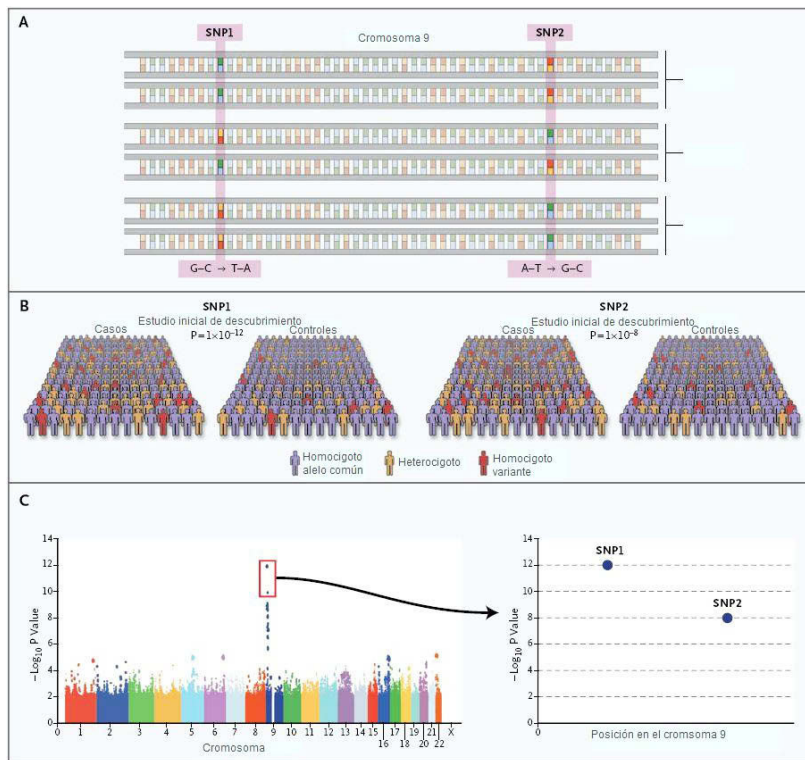 A
SNP1
Cromosoma 9
SNP2
G–C → T–A
A–T → G–C
B
SNP1
Estudio inicial de descubrimiento
Casos
P=1×10⁻¹²
Controles
SNP2
Estudio inicial de descubrimiento
Casos
P=1×10⁻⁸
Controles
Homocigoto
alelo común
Heterocigoto
Homocigoto
variante
C
14
12
10
8
6
4
2
0
−Log₁₀ P Value
0 1 2 3 4 5 6 7 8 9 10 11 12 13 14 15 17 19 21 X
16 18 20 22
Cromosoma
14
12
10
8
6
4
2
0
−Log₁₀ P Value
SNP1
SNP2
0
Posición en el cromsoma 9